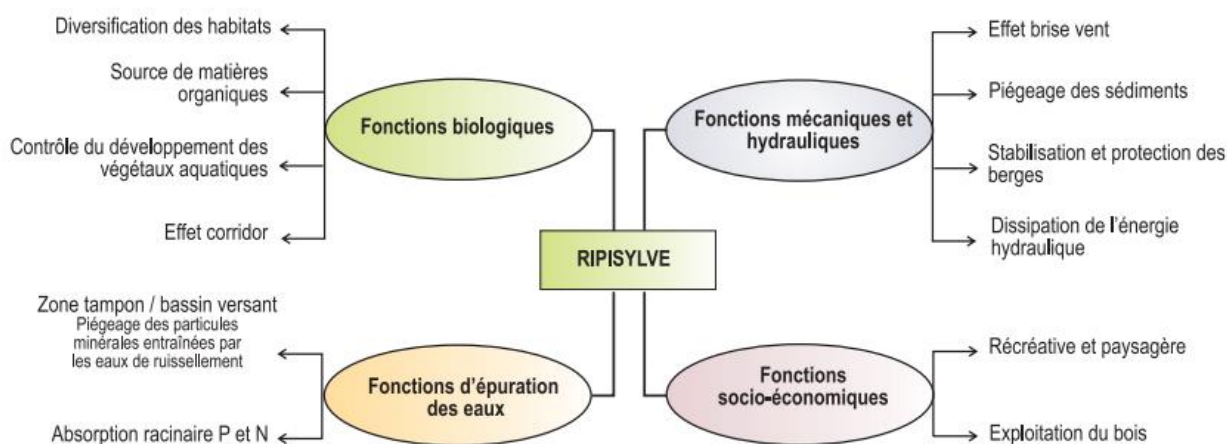 Diversification des habitats
Source de matières
organiques
Contrôle du développement des
végétaux aquatiques
Effet corridor
Fonctions biologiques
Fonctions mécaniques et
hydrauliques
Effet brise vent
Piégeage des sédiments
Stabilisation et protection des
berges
Dissipation de l'énergie
hydraulique
RIPISYLVE
Zone tampon / bassin versant
Piégeage des particules
minérales entraînées par
les eaux de ruissellement
Absorption racinaire P et N
Fonctions d'épuration
des eaux
Fonctions
socio-économiques
Récréative et paysagère
Exploitation du bois